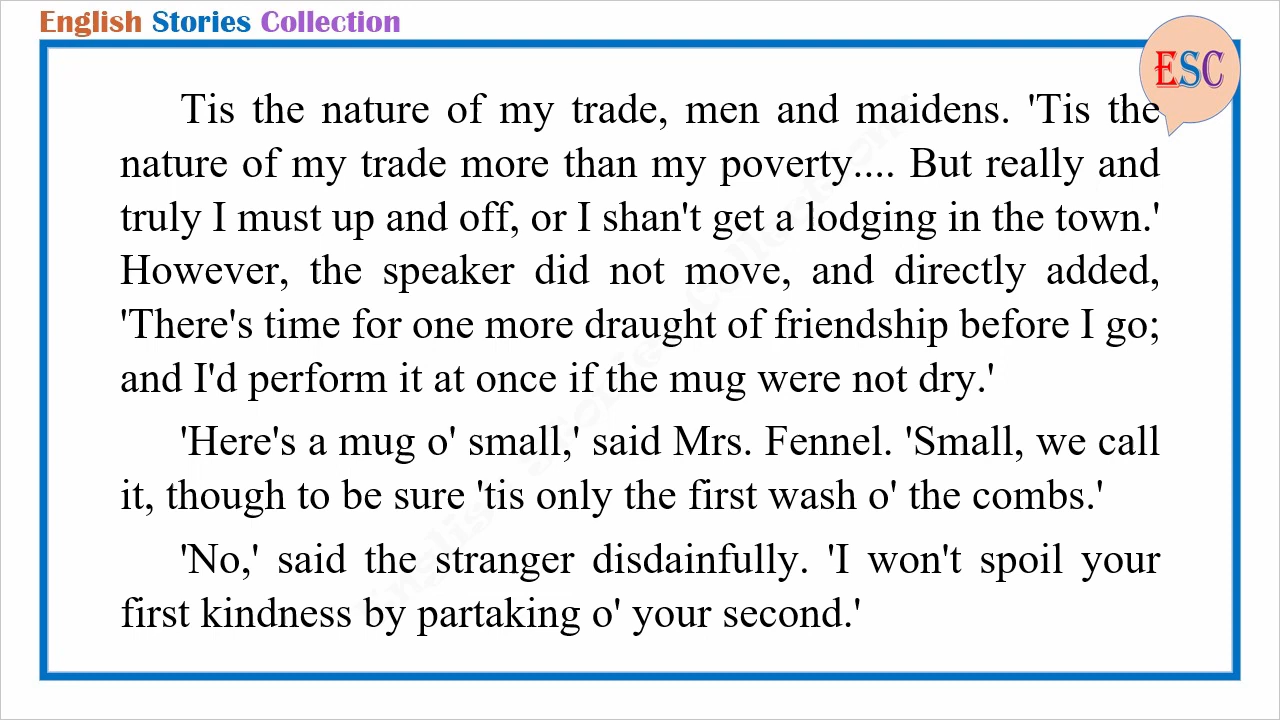 English Stories Collection
ESC
Tis the nature of my trade, men and maidens. 'Tis the
nature of my trade more than my poverty.... But really and
truly I must up and off, or I shan't get a lodging in the town.'
However, the speaker did not move, and directly added,
'There's time for one more draught of friendship before I go;
and I'd perform it at once if the mug were not dry.'
'Here's a mug o' small,' said Mrs. Fennel. 'Small, we call
it, though to be sure 'tis only the first wash o' the combs.'
'No,' said the stranger disdainfully. 'I won't spoil your
first kindness by partaking o' your second.'